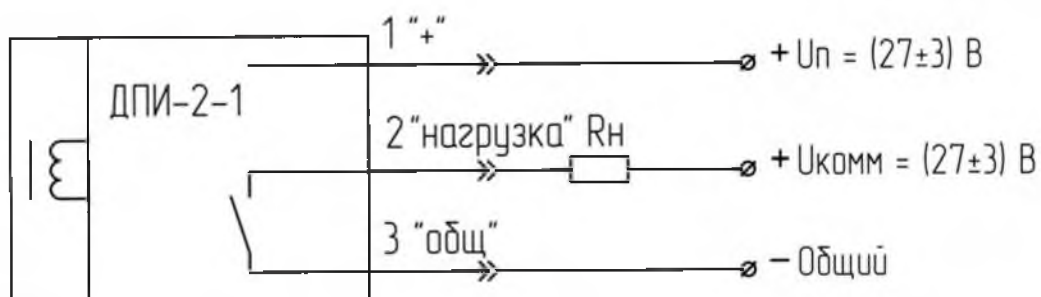 1 "+"
+ Uп = (27±3) В
ДПИ-2-1
2 "нагрузка" Rн
+ Uкомм = (27±3) В
3 "общ"
- Общий